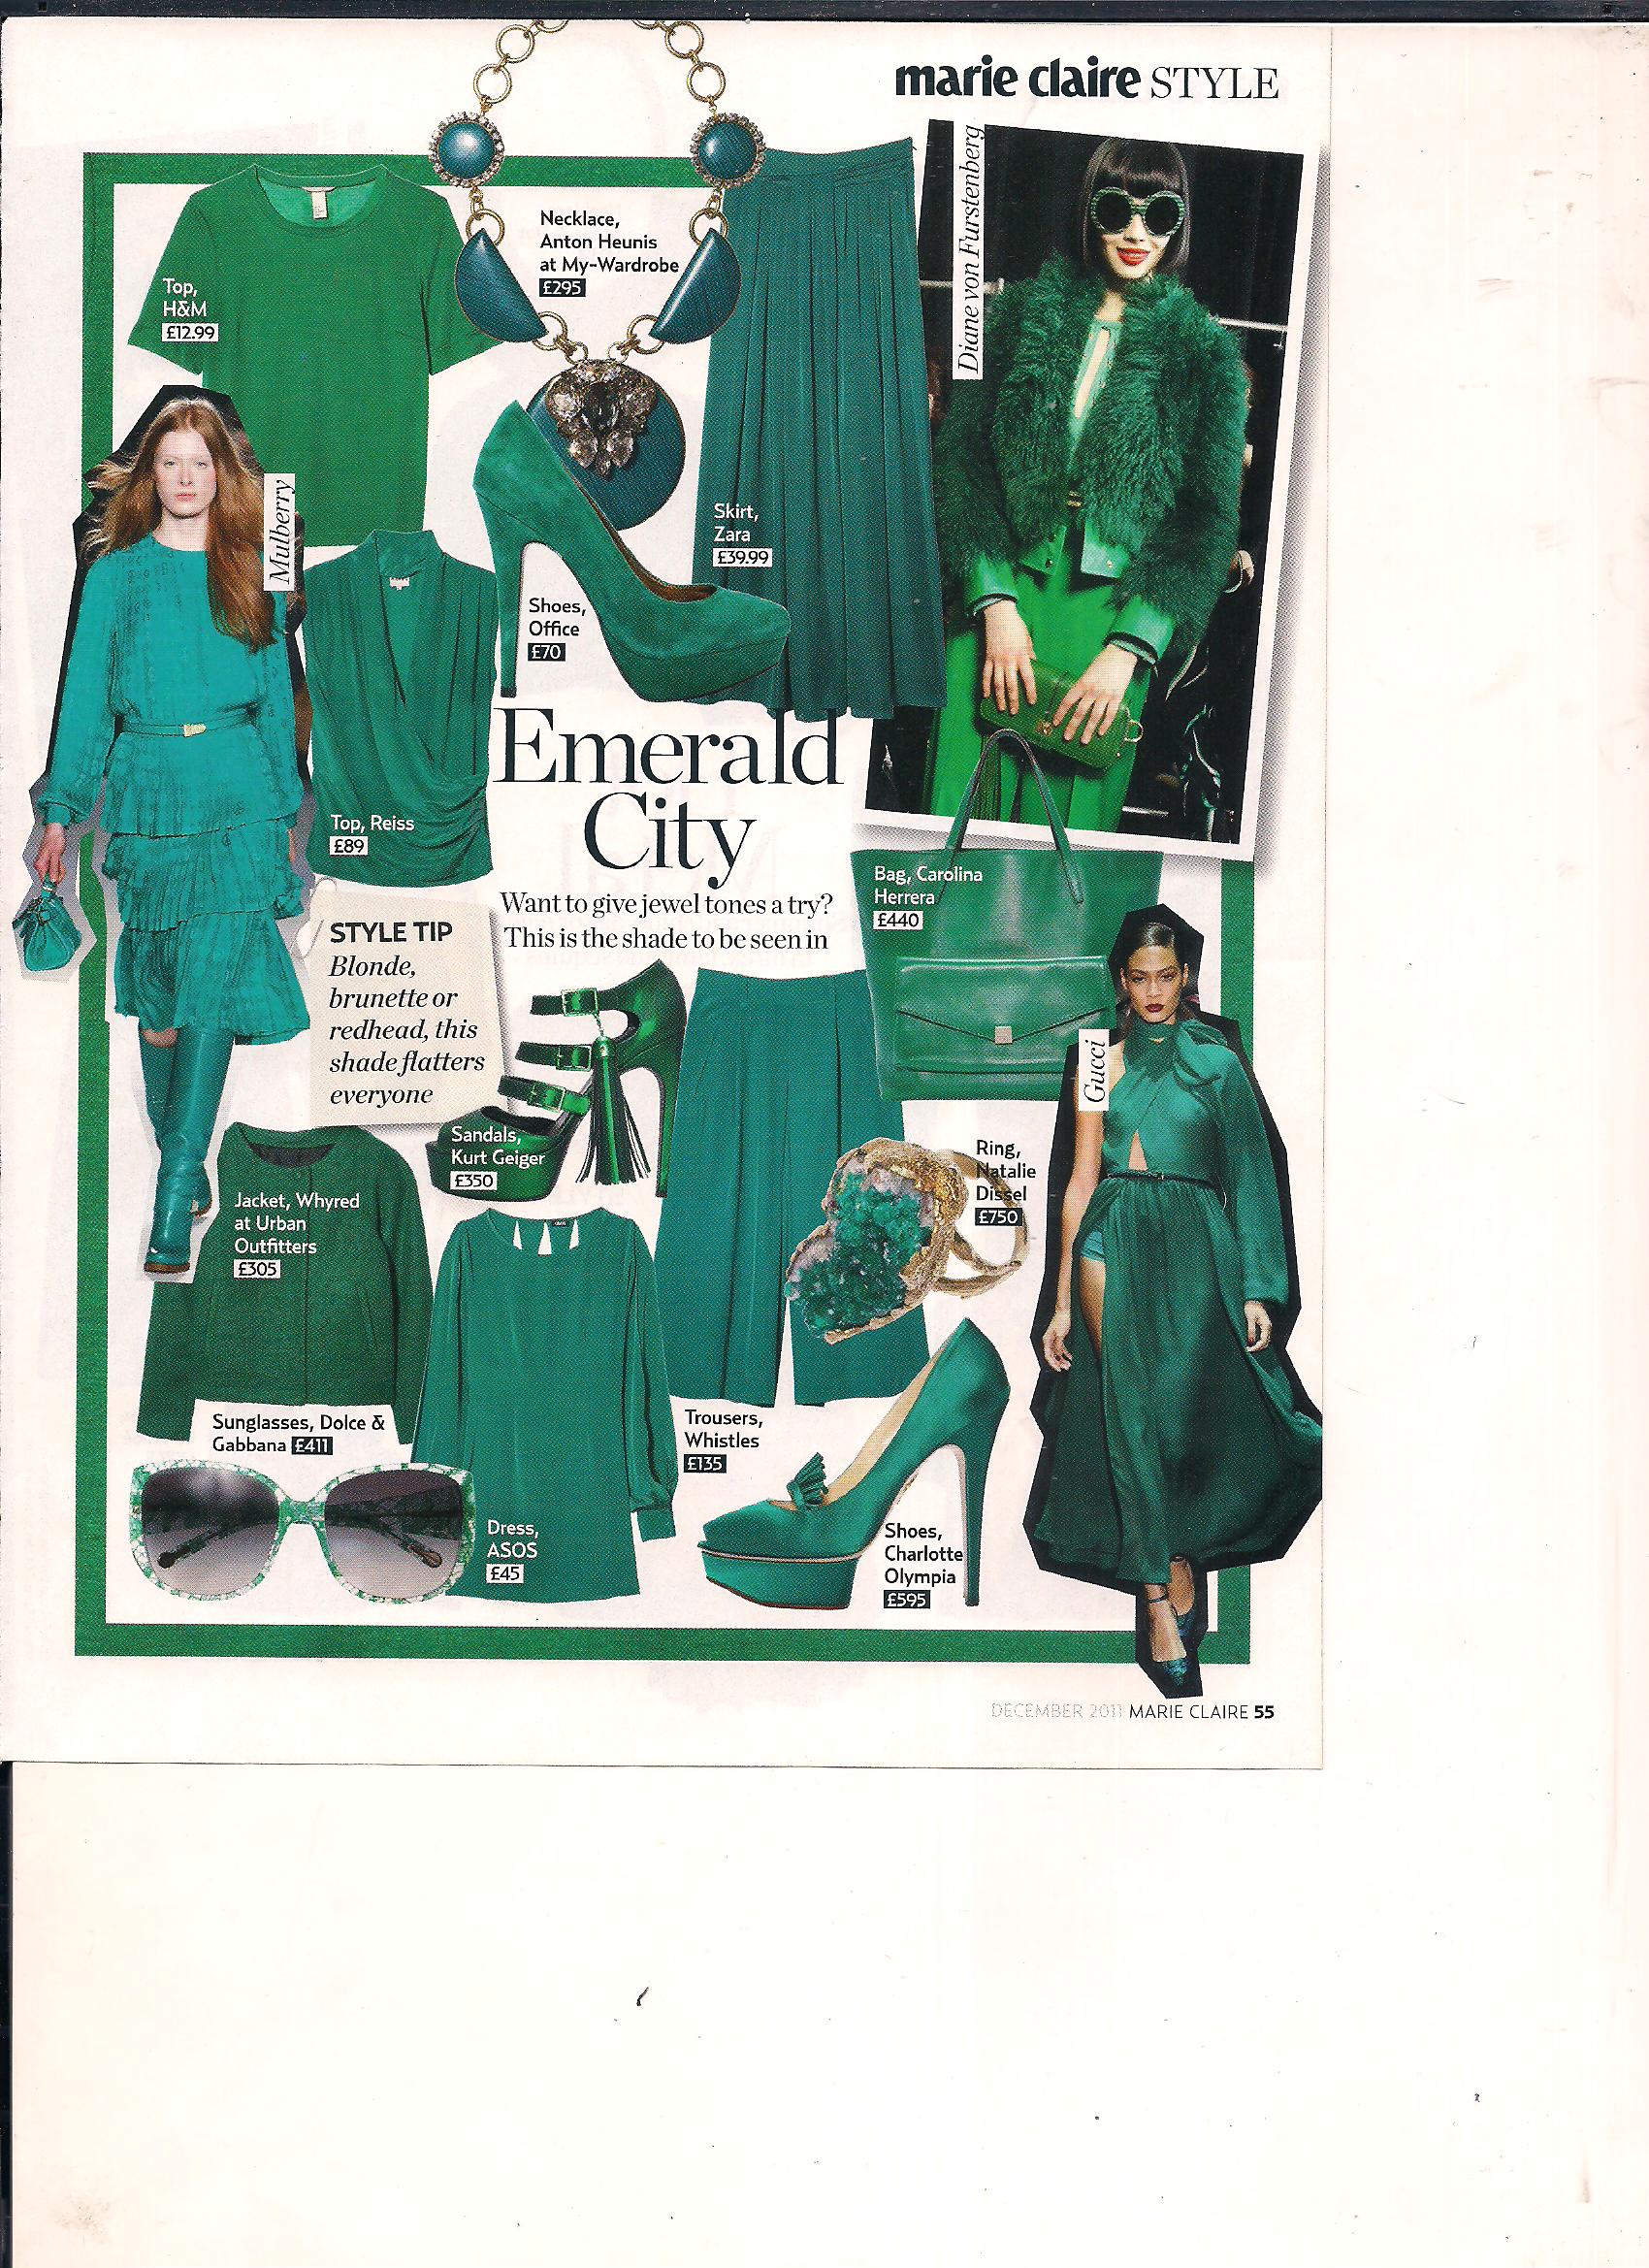 marie claire STYLE
Diane von Furstenberg
Necklace,
Anton Heunis
at My-Wardrobe
£295
Top,
H&M
£12.99
Mulberry
Skirt,
Zara
£39.99
Shoes,
Office
£70
Emerald
City
Want to give jewel tones a try?
This is the shade to be seen in
Top, Reiss
£89
Bag, Carolina
Herrera
£440
STYLE TIP
Blonde,
brunette or
redhead, this
shade flatters
everyone
Gucci
Sandals,
Kurt Geiger
£350
Ring,
Natalie
Dissel
£750
Jacket, Whyred
at Urban
Outfitters
£305
Sunglasses, Dolce &
Gabbana £411
Trousers,
Whistles
£135
Dress,
ASOS
£45
Shoes,
Charlotte
Olympia
£595
DECEMBER 2011 MARIE CLAIRE 55